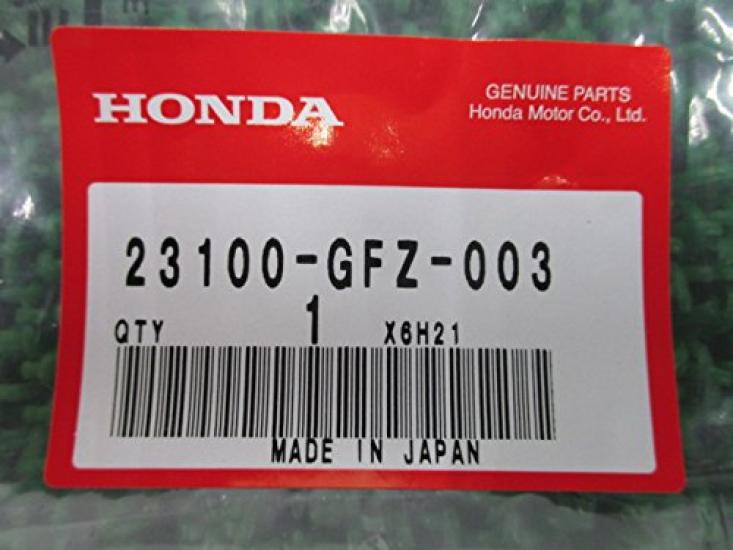 HONDA
GENUINE PARTS
Honda Motor Co., Ltd.
23100-GFZ-003
QTY 1 X6H21
MADE IN JAPAN